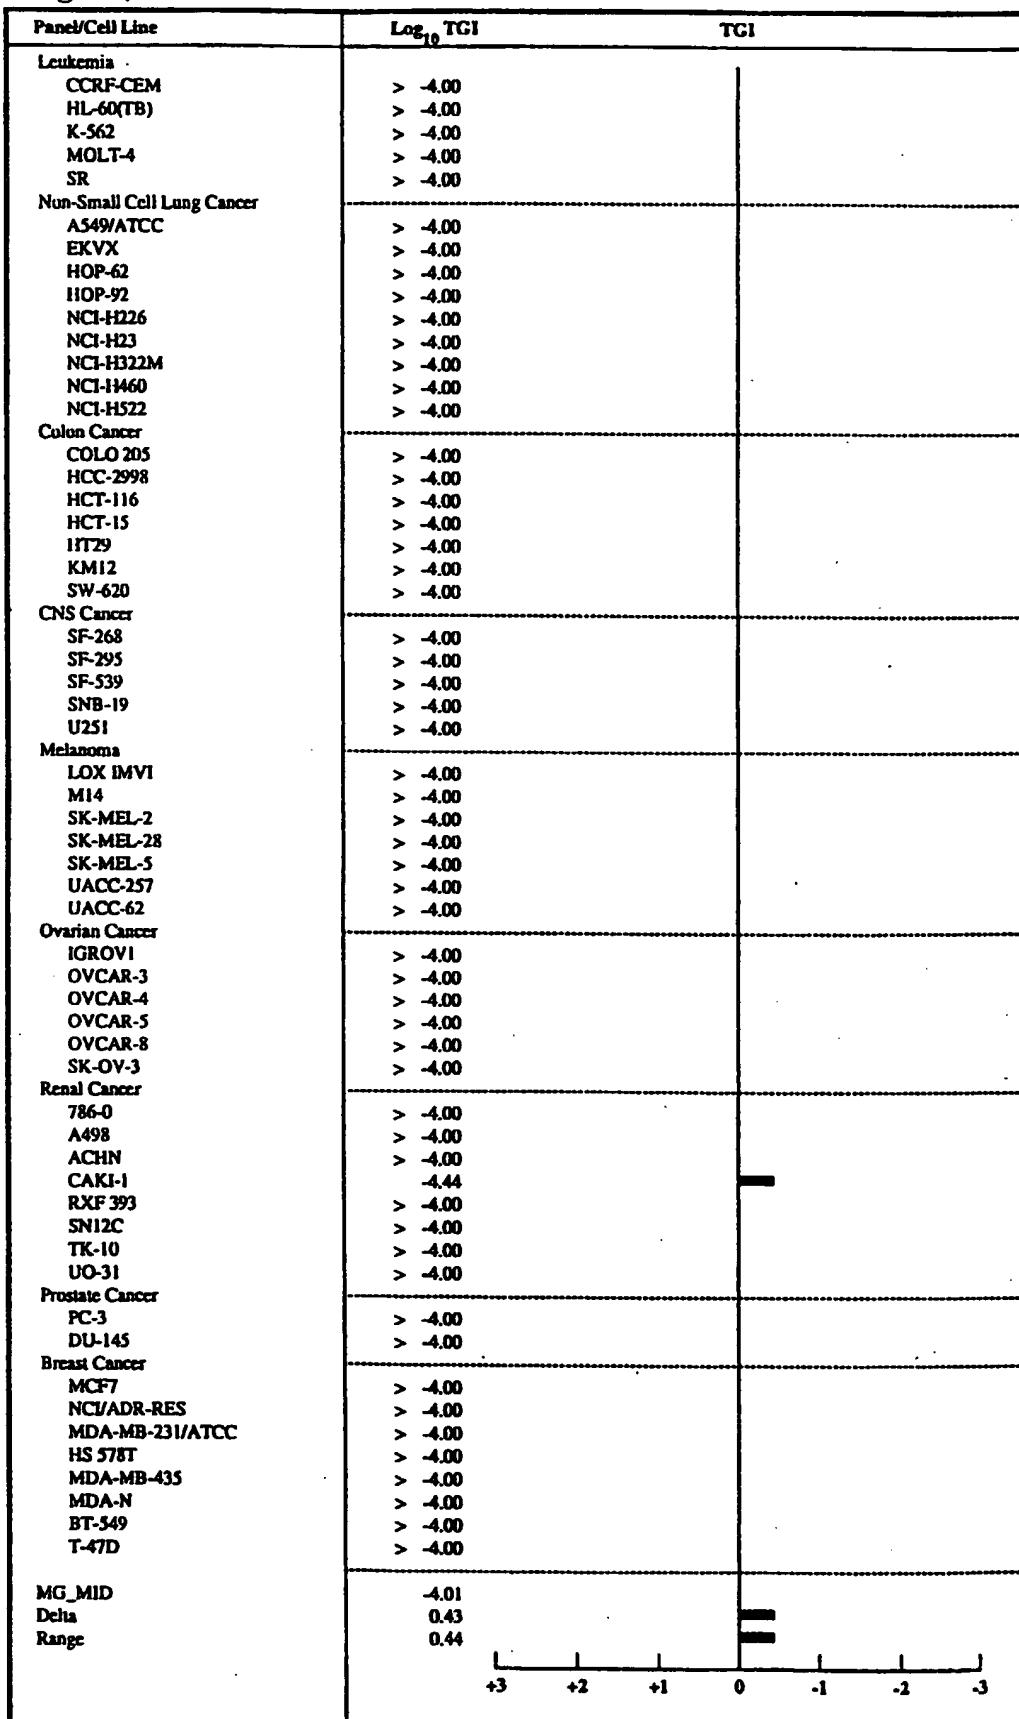 Panel/Cell Line Log10 TGI TGI
Leukemia
CCRF-CEM > -4.00
HL-60(TB) > -4.00
K-562 > -4.00
MOLT-4 > -4.00
SR > -4.00
Non-Small Cell Lung Cancer
A549/ATCC > -4.00
EKVX > -4.00
HOP-62 > -4.00
HOP-92 > -4.00
NCI-H226 > -4.00
NCI-H23 > -4.00
NCI-H322M > -4.00
NCI-H460 > -4.00
NCI-H522 > -4.00
Colon Cancer
COLO 205 > -4.00
HCC-2998 > -4.00
HCT-116 > -4.00
HCT-15 > -4.00
HT29 > -4.00
KM12 > -4.00
SW-620 > -4.00
CNS Cancer
SF-268 > -4.00
SF-295 > -4.00
SF-539 > -4.00
SNB-19 > -4.00
U251 > -4.00
Melanoma
LOX IMVI > -4.00
M14 > -4.00
SK-MEL-2 > -4.00
SK-MEL-28 > -4.00
SK-MEL-5 > -4.00
UACC-257 > -4.00
UACC-62 > -4.00
Ovarian Cancer
IGROV1 > -4.00
OVCAR-3 > -4.00
OVCAR-4 > -4.00
OVCAR-5 > -4.00
OVCAR-8 > -4.00
SK-OV-3 > -4.00
Renal Cancer
786-0 > -4.00
A498 > -4.00
ACHN > -4.00
CAKI-1 -4.44
RXF 393 > -4.00
SN12C > -4.00
TK-10 > -4.00
UO-31 > -4.00
Prostate Cancer
PC-3 > -4.00
DU-145 > -4.00
Breast Cancer
MCF7 > -4.00
NCI/ADR-RES > -4.00
MDA-MB-231/ATCC > -4.00
HS 578T > -4.00
MDA-MB-435 > -4.00
MDA-N > -4.00
BT-549 > -4.00
T-47D > -4.00
MG_MID -4.01
Delta 0.43
Range 0.44
+3 +2 +1 0 -1 -2 -3